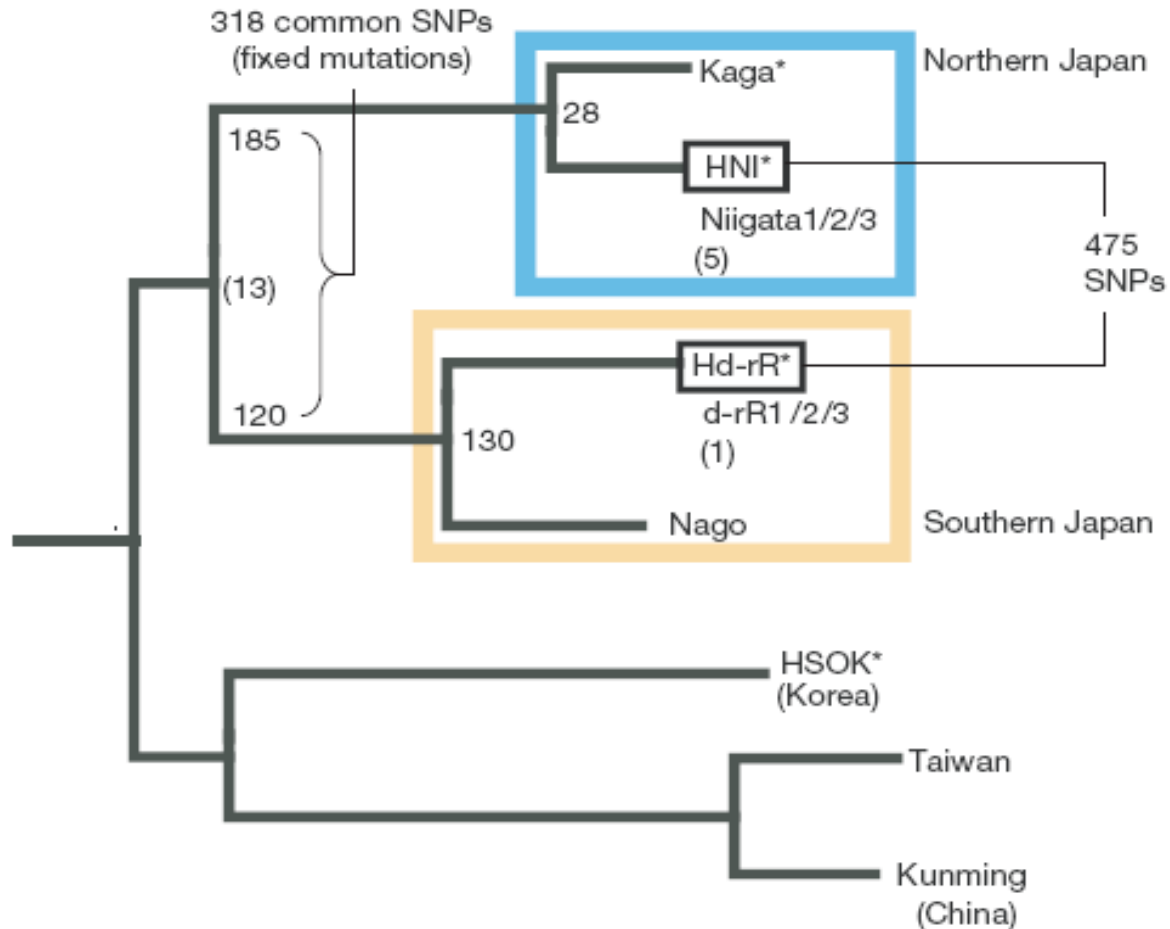 318 common SNPs
(fixed mutations)
Northern Japan
Kaga*
28
185
HNI*
Niigata1/2/3
(5)
475
SNPs
(13)
Hd-rR*
d-rR1 /2/3
(1)
120
130
Nago
Southern Japan
HSOK*
(Korea)
Taiwan
Kunming
(China)